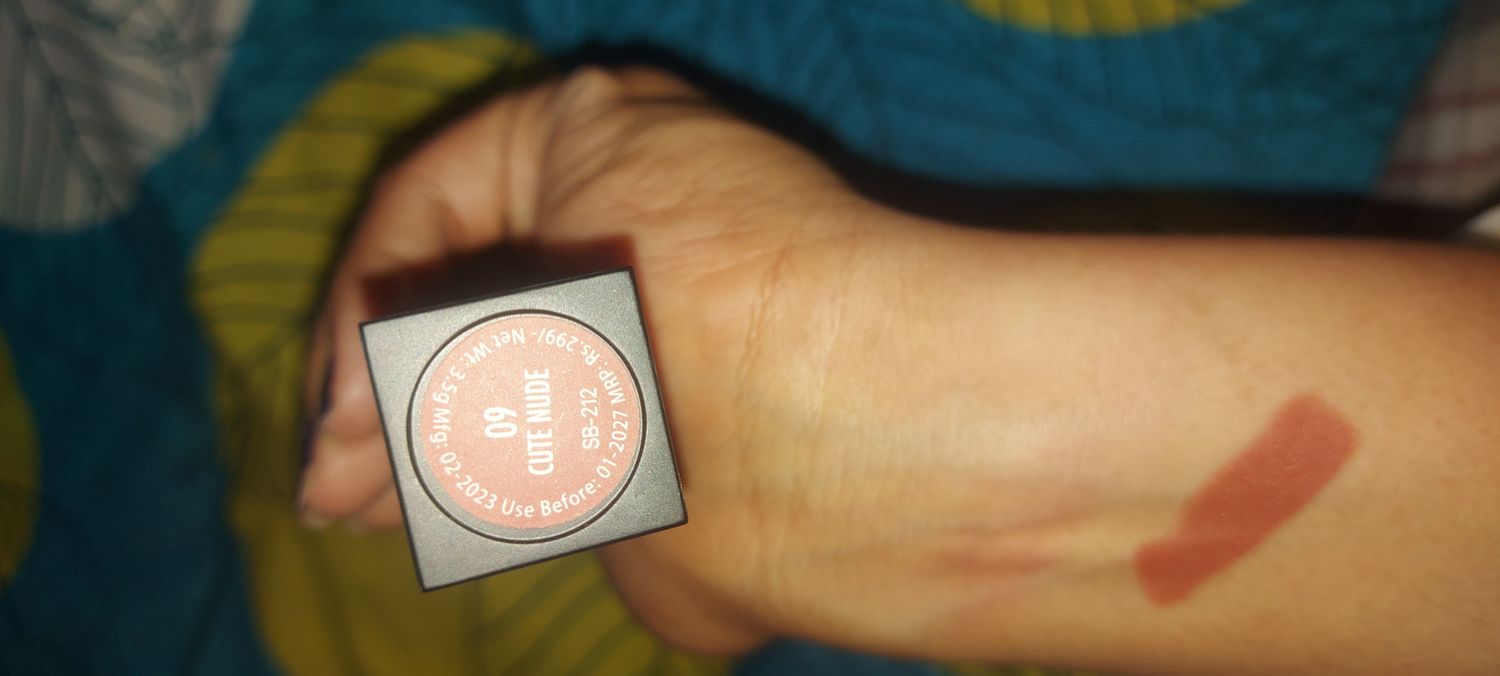 09
CUTE NUDE
SB-212
MRP: Rs.299/- Net Wt: 3.5g Mfg: 02-2023 Use Before: 01-2027